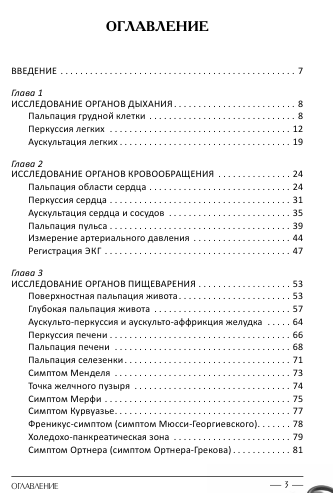 ОГЛАВЛЕНИЕ
ВВЕДЕНИЕ . . . . . . . . . . . . . . . . . . . . . . . . . . . . . . . . . . . . . . . . . 7
Глава 1
ИССЛЕДОВАНИЕ ОРГАНОВ ДЫХАНИЯ . . . . . . . . . . . . . . . . . . . . . 8
Пальпация грудной клетки . . . . . . . . . . . . . . . . . . . . . . . . . . 8
Перкуссия легких . . . . . . . . . . . . . . . . . . . . . . . . . . . . . . . . 12
Аускультация легких . . . . . . . . . . . . . . . . . . . . . . . . . . . . . . 19
Глава 2
ИССЛЕДОВАНИЕ ОРГАНОВ КРОВООБРАЩЕНИЯ . . . . . . . . . . . . . 24
Пальпация области сердца . . . . . . . . . . . . . . . . . . . . . . . . . 24
Перкуссия сердца . . . . . . . . . . . . . . . . . . . . . . . . . . . . . . . . 31
Аускультация сердца и сосудов . . . . . . . . . . . . . . . . . . . . . . 35
Пальпация пульса . . . . . . . . . . . . . . . . . . . . . . . . . . . . . . . . 39
Измерение артериального давления . . . . . . . . . . . . . . . . . . 44
Регистрация ЭКГ . . . . . . . . . . . . . . . . . . . . . . . . . . . . . . . . . 47
Глава 3
ИССЛЕДОВАНИЕ ОРГАНОВ ПИЩЕВАРЕНИЯ . . . . . . . . . . . . . . . . 53
Поверхностная пальпация живота . . . . . . . . . . . . . . . . . . . . 53
Глубокая пальпация живота . . . . . . . . . . . . . . . . . . . . . . . . 57
Аускульто-перкуссия и аускульто-аффрикция желудка . . . . 64
Перкуссия печени . . . . . . . . . . . . . . . . . . . . . . . . . . . . . . . . 66
Пальпация печени . . . . . . . . . . . . . . . . . . . . . . . . . . . . . . . 68
Пальпация селезенки . . . . . . . . . . . . . . . . . . . . . . . . . . . . . 71
Симптом Менделя . . . . . . . . . . . . . . . . . . . . . . . . . . . . . . . 73
Точка желчного пузыря . . . . . . . . . . . . . . . . . . . . . . . . . . . . 74
Симптом Мерфи . . . . . . . . . . . . . . . . . . . . . . . . . . . . . . . . . 75
Симптом Курвуазье . . . . . . . . . . . . . . . . . . . . . . . . . . . . . . . 77
Френикус-симптом (симптом Мюсси-Георгиевского) . . . . . . 78
Холедохо-панкреатическая зона . . . . . . . . . . . . . . . . . . . . . 79
Симптом Ортнера (симптом Ортнера-Грекова) . . . . . . . . . . 81
ОГЛАВЛЕНИЕ — 3 —